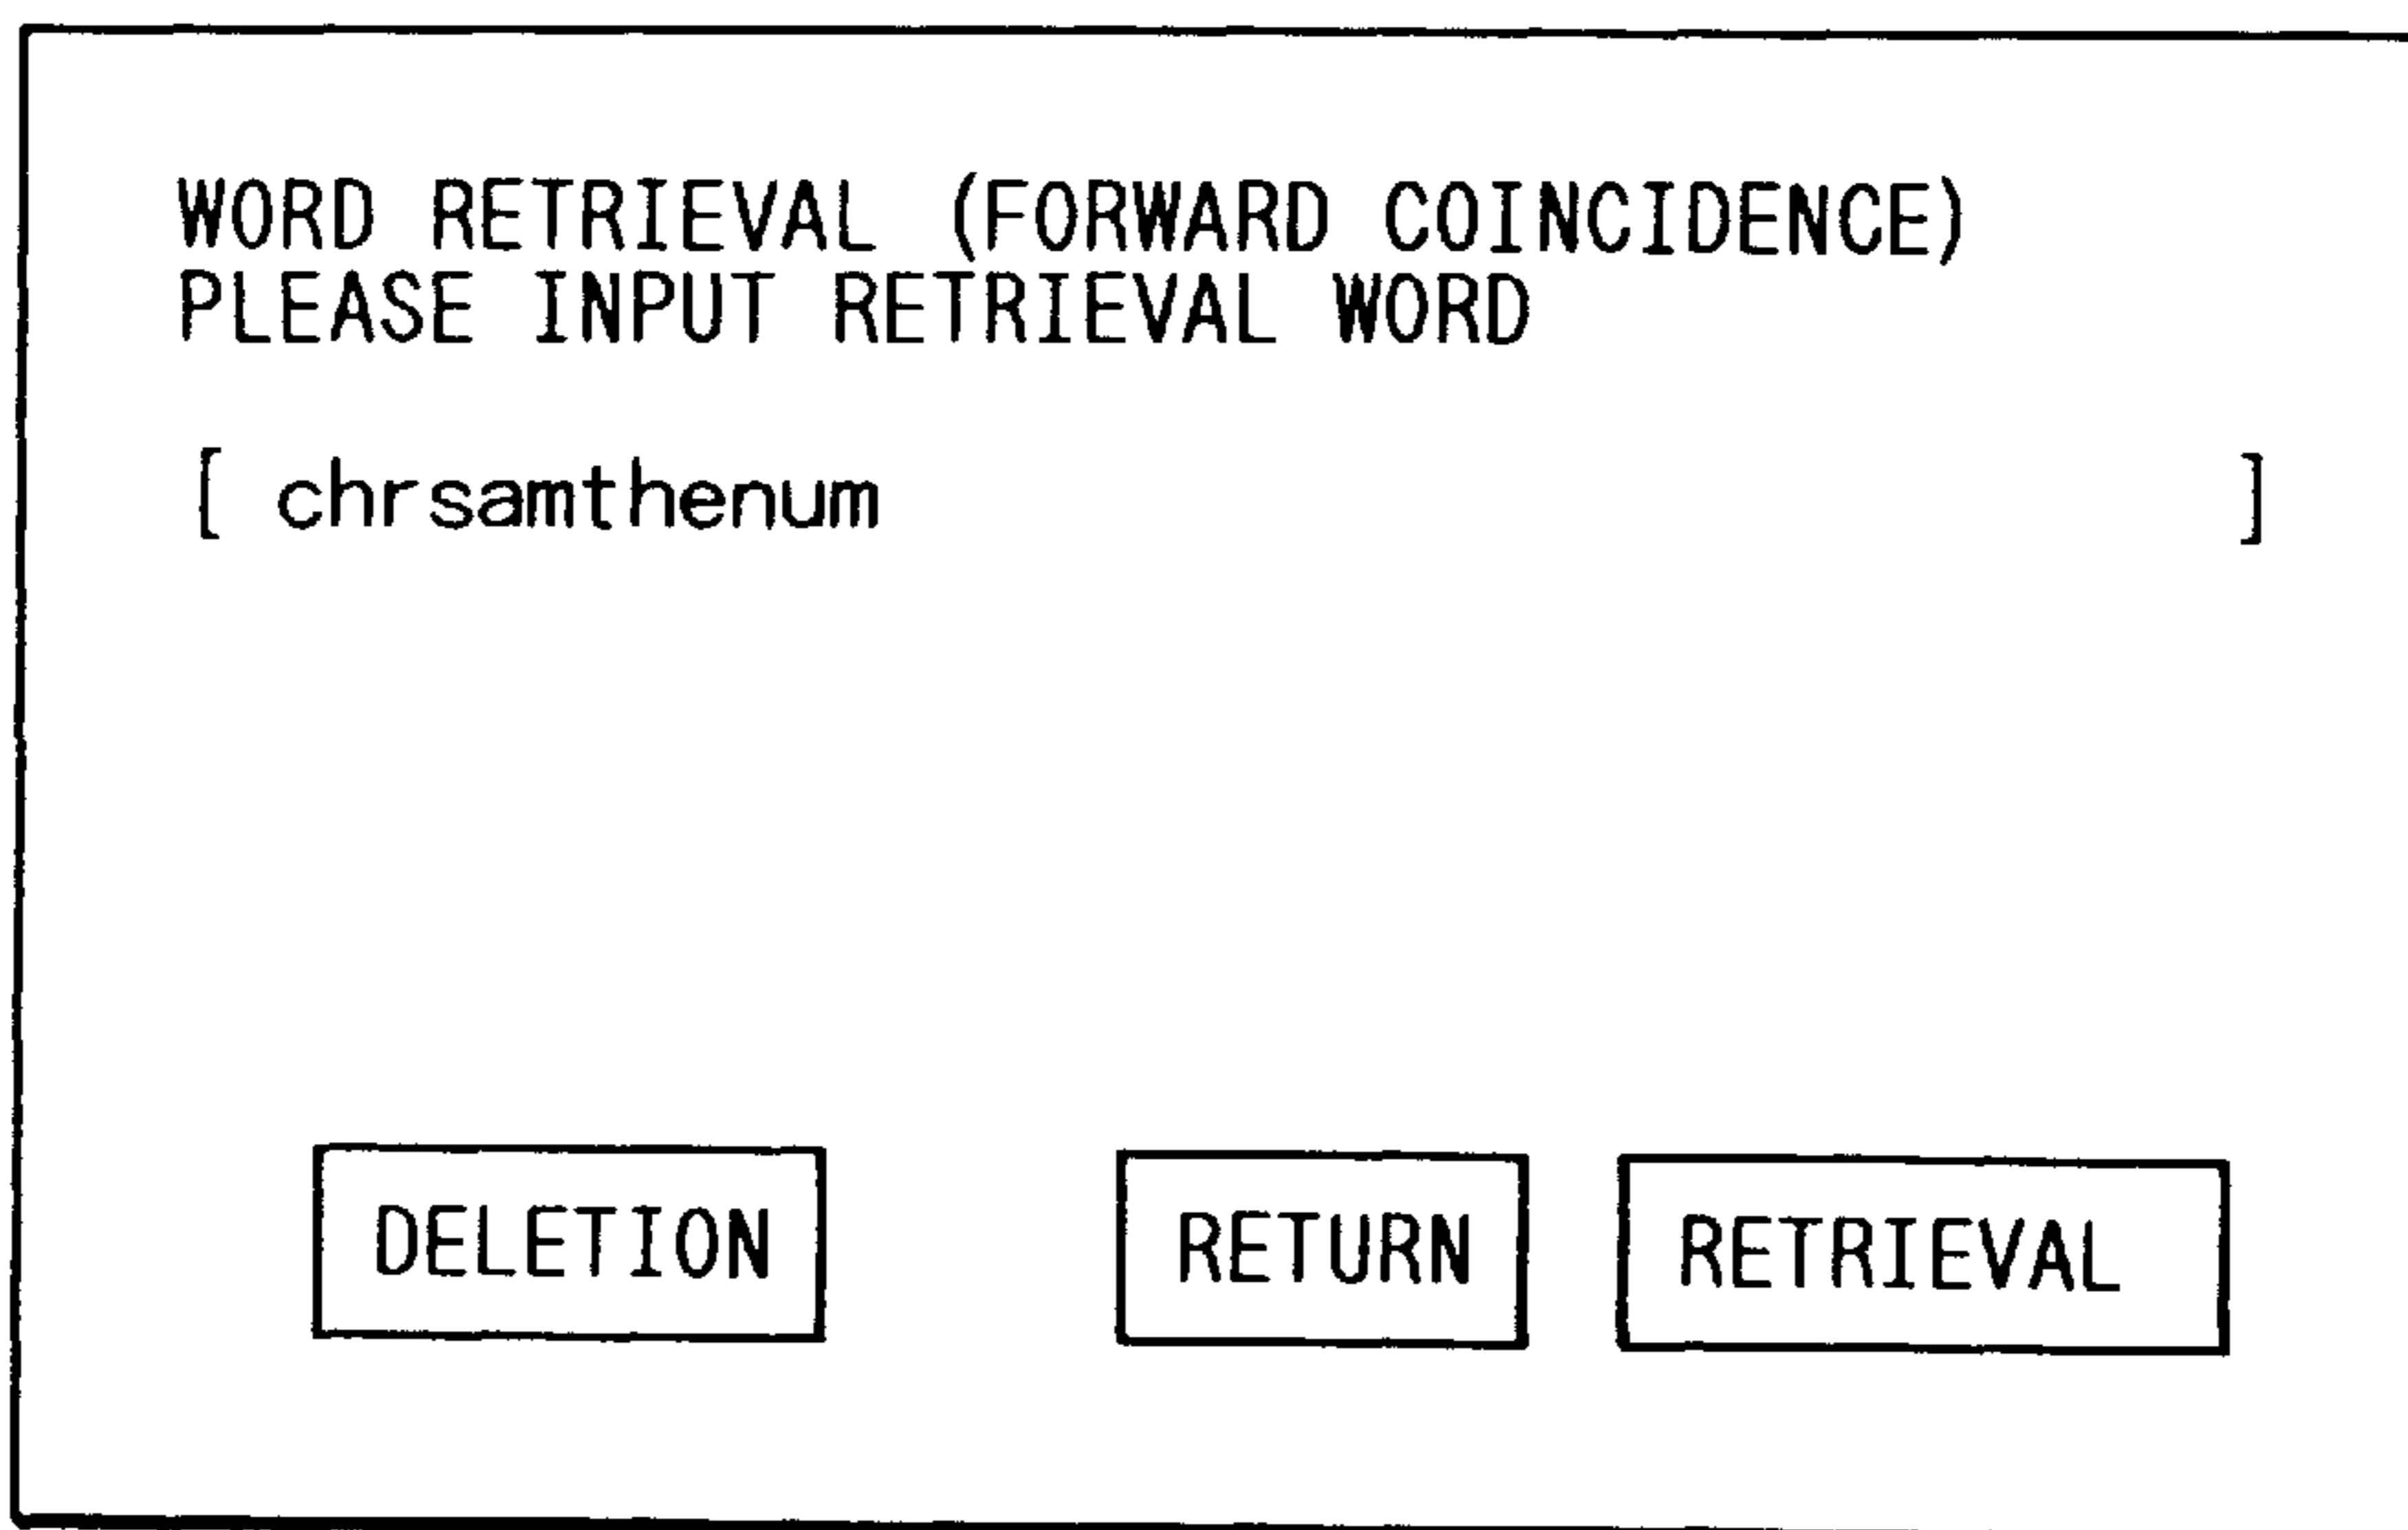 WORD RETRIEVAL (FORWARD COINCIDENCE)
PLEASE INPUT RETRIEVAL WORD
[ chrsamthenum ]
DELETION RETURN RETRIEVAL